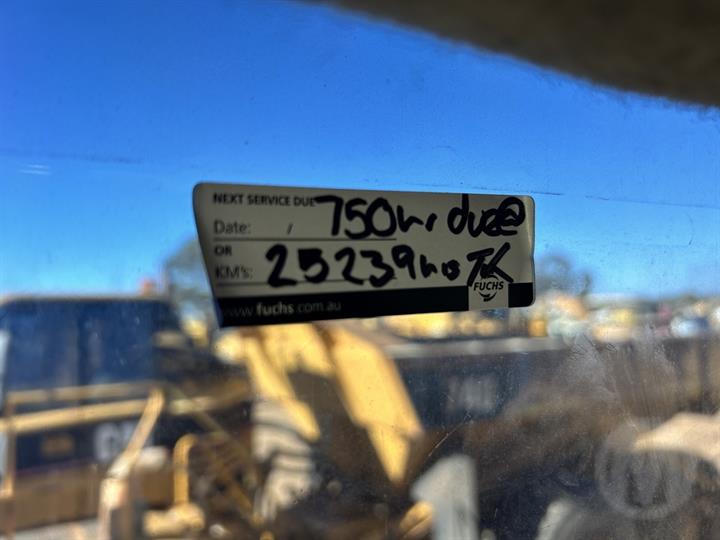 NEXT SERVICE DUE
Date: / 750hr due@
OR
KM's: 25239hrs TK
www.fuchs.com.au
FUCHS